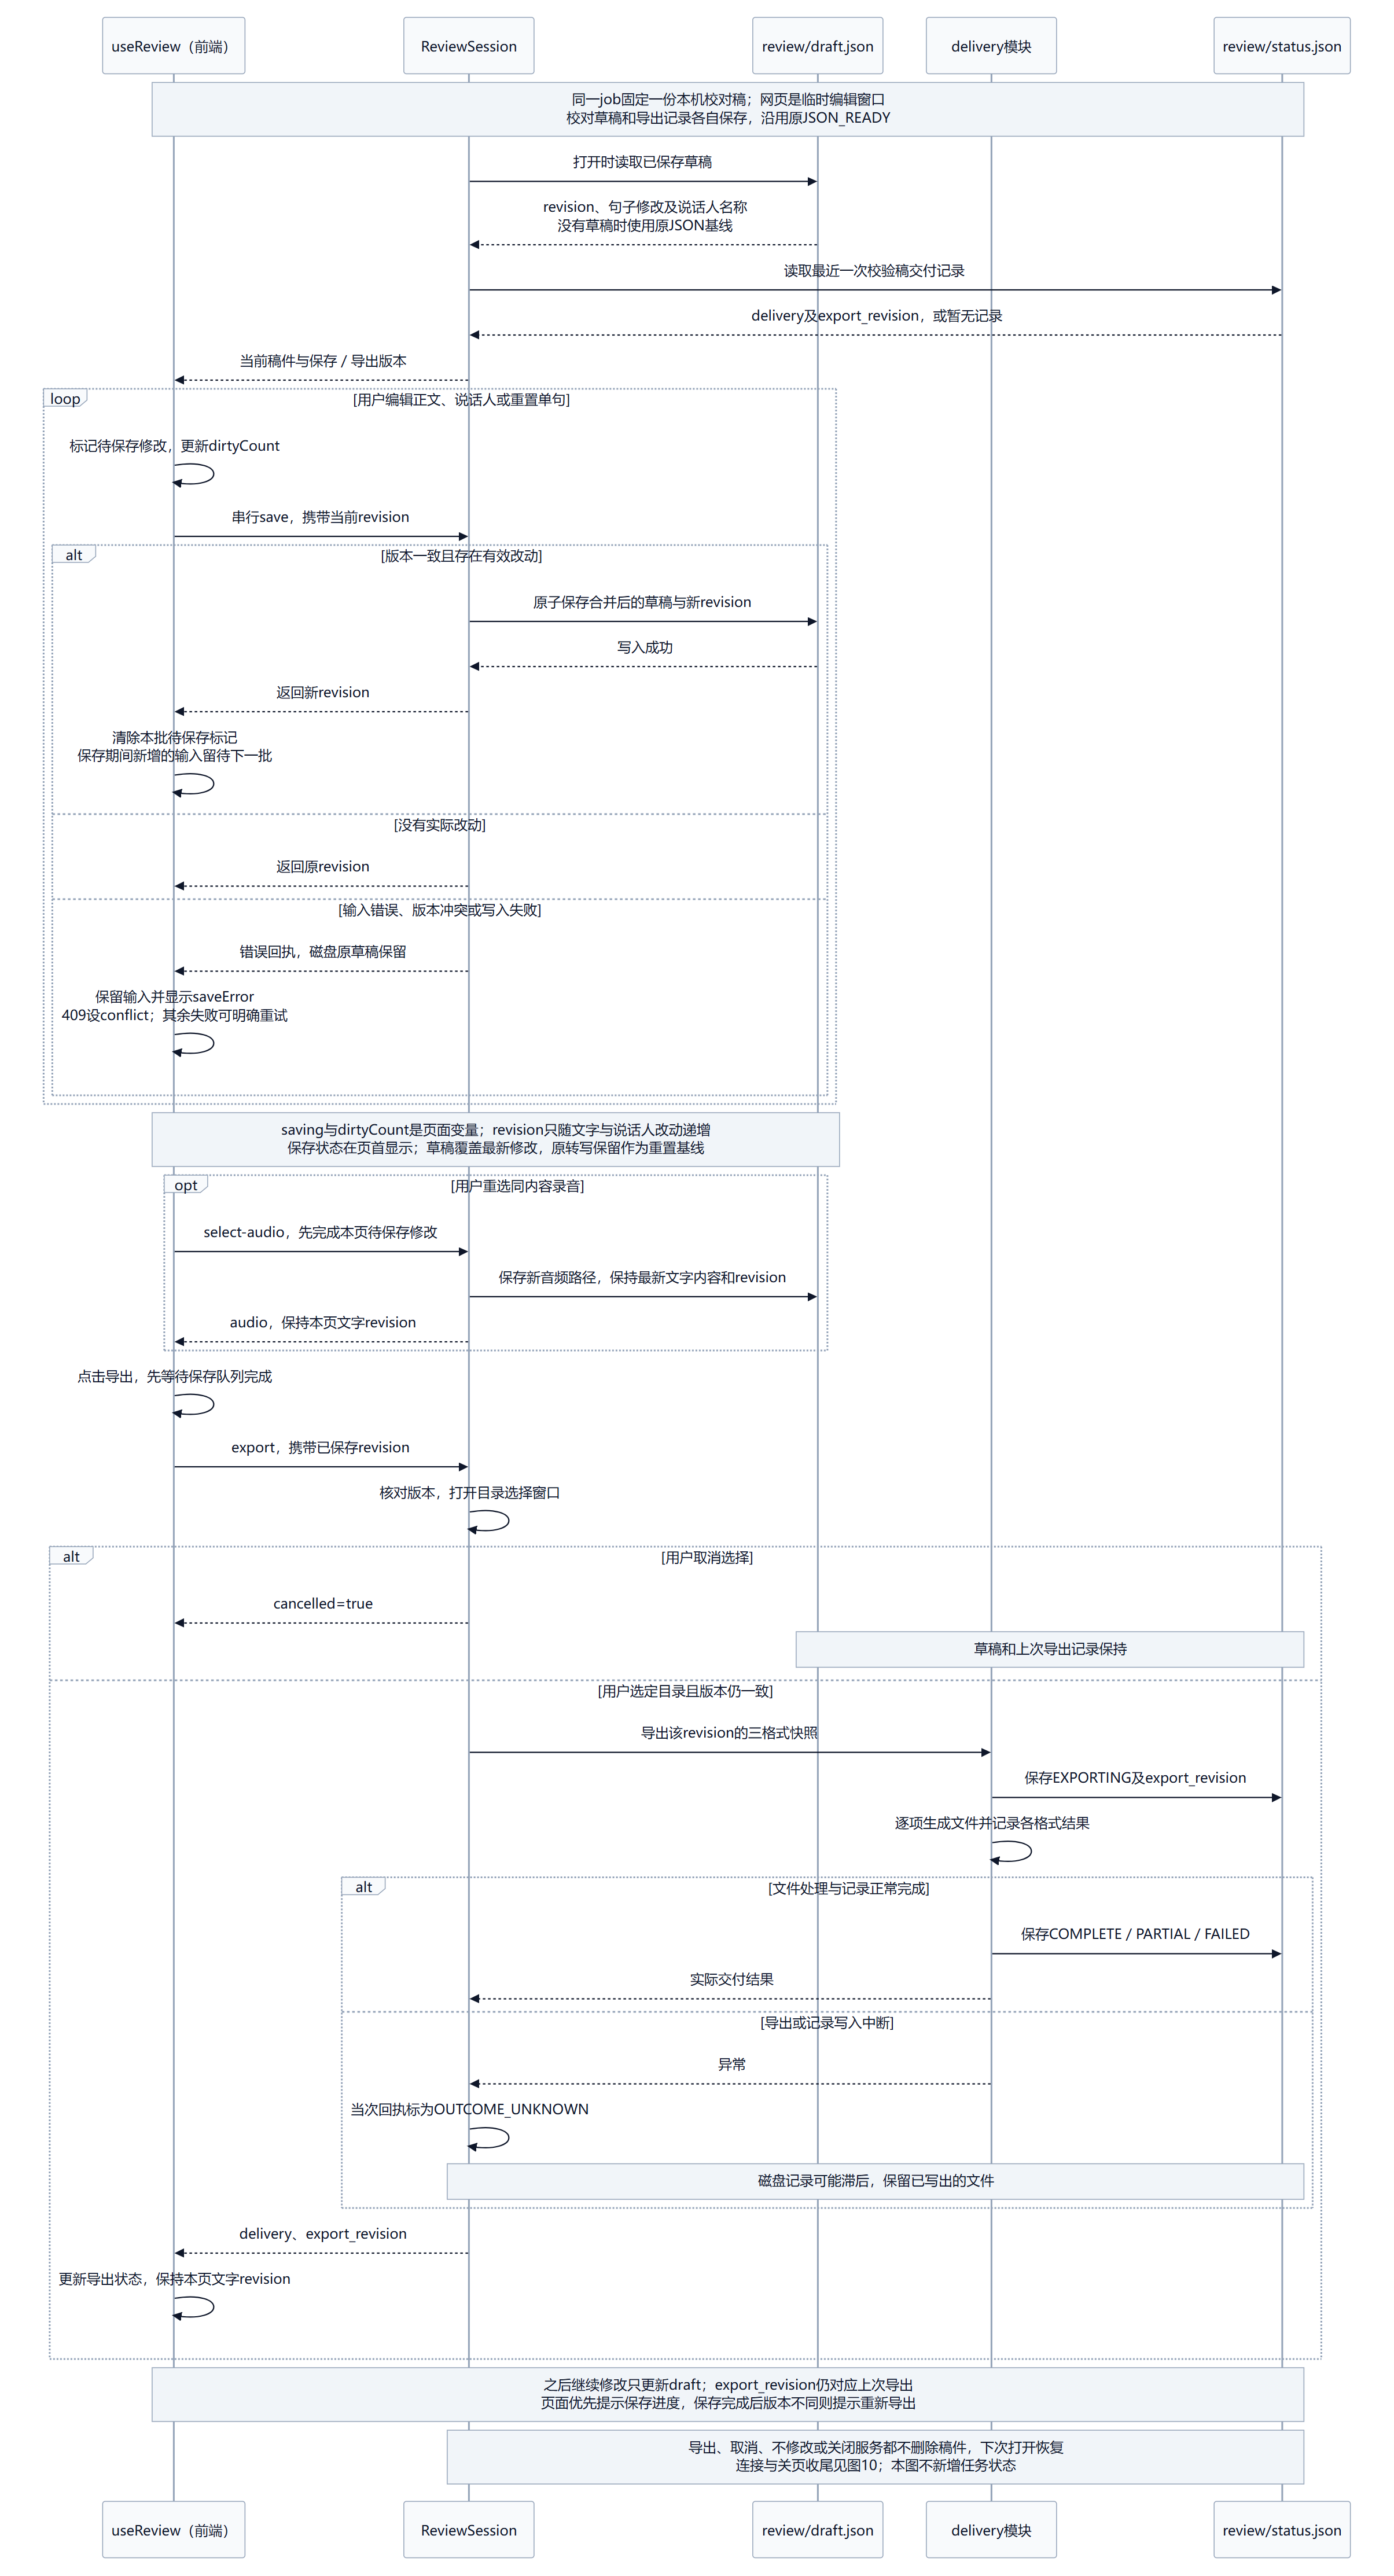 useReview（前端）
ReviewSession
review/draft.json
delivery模块
review/status.json
同一job固定一份本机校对稿；网页是临时编辑窗口
校对草稿和导出记录各自保存，沿用原JSON_READY
打开时读取已保存草稿
revision、句子修改及说话人名称
没有草稿时使用原JSON基线
读取最近一次校验稿交付记录
delivery及export_revision，或暂无记录
当前稿件与保存 / 导出版本
loop
[用户编辑正文、说话人或重置单句]
标记待保存修改，更新dirtyCount
串行save，携带当前revision
alt
[版本一致且存在有效改动]
原子保存合并后的草稿与新revision
写入成功
返回新revision
清除本批待保存标记
保存期间新增的输入留待下一批
[没有实际改动]
返回原revision
[输入错误、版本冲突或写入失败]
错误回执，磁盘原草稿保留
保留输入并显示saveError
409设conflict；其余失败可明确重试
saving与dirtyCount是页面变量；revision只随文字与说话人改动递增
保存状态在页首显示；草稿覆盖最新修改，原转写保留作为重置基线
opt
[用户重选同内容录音]
select-audio，先完成本页待保存修改
保存新音频路径，保持最新文字内容和revision
audio，保持本页文字revision
点击导出，先等待保存队列完成
export，携带已保存revision
核对版本，打开目录选择窗口
alt
[用户取消选择]
cancelled=true
草稿和上次导出记录保持
[用户选定目录且版本仍一致]
导出该revision的三格式快照
保存EXPORTING及export_revision
逐项生成文件并记录各格式结果
alt
[文件处理与记录正常完成]
保存COMPLETE / PARTIAL / FAILED
实际交付结果
[导出或记录写入中断]
异常
当次回执标为OUTCOME_UNKNOWN
磁盘记录可能滞后，保留已写出的文件
delivery、export_revision
更新导出状态，保持本页文字revision
之后继续修改只更新draft；export_revision仍对应上次导出
页面优先提示保存进度，保存完成后版本不同则提示重新导出
导出、取消、不修改或关闭服务都不删除稿件，下次打开恢复
连接与关页收尾见图10；本图不新增任务状态
useReview（前端）
ReviewSession
review/draft.json
delivery模块
review/status.json